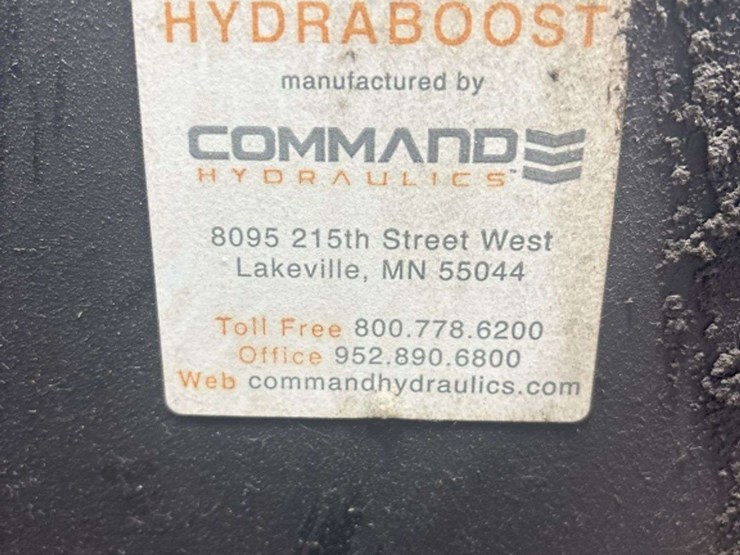 HYDRABOOST
manufactured by
COMMAND
HYDRAULICS™
8095 215th Street West
Lakeville, MN 55044
Toll Free 800.778.6200
Office 952.890.6800
Web commandhydraulics.com